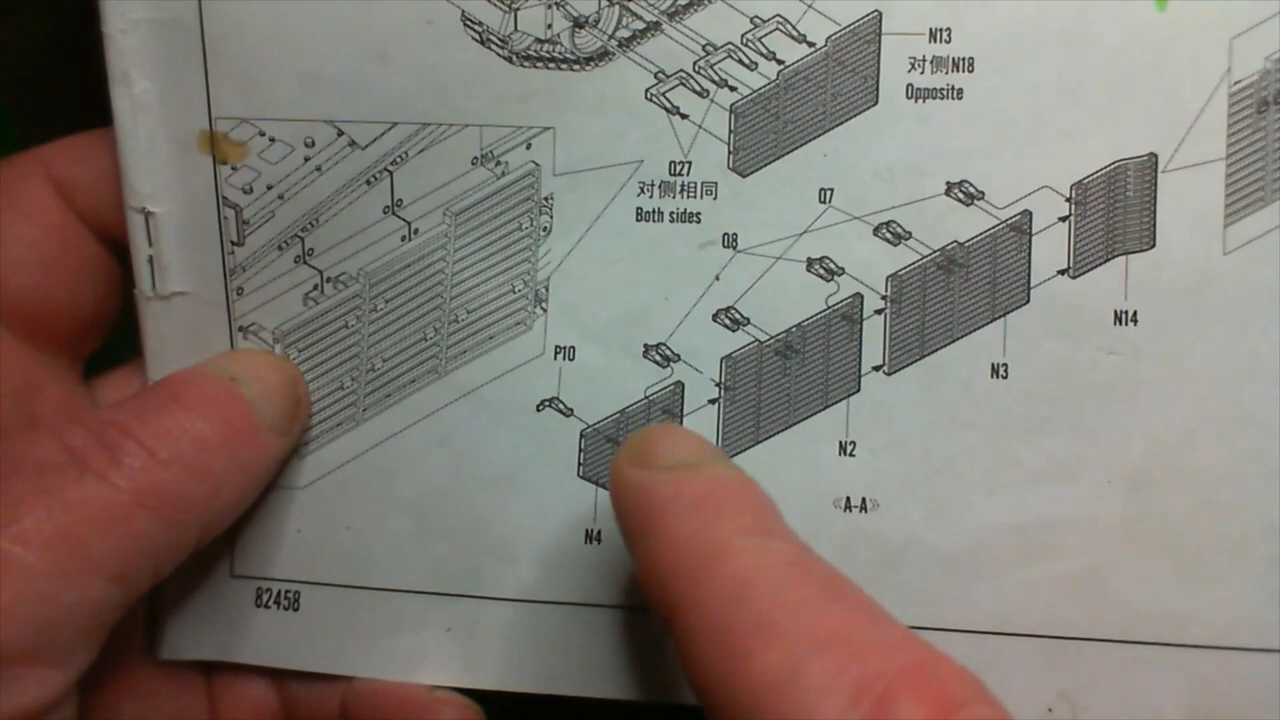 N13
对侧N18
Opposite
Q27
对侧相同
Both sides
Q7
Q8
N14
P10
N3
N2
《A-A》
N4
82458